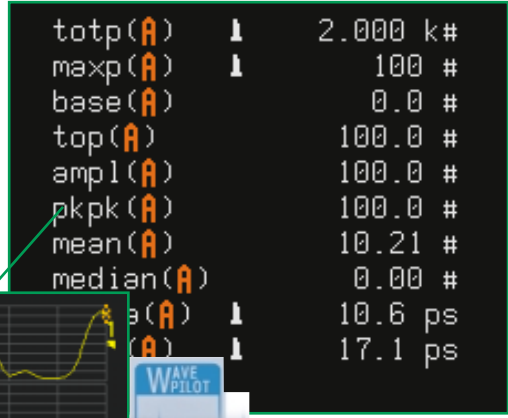 totp(A) 2.000 k#
maxp(A) 100 #
base(A) 0.0 #
top(A) 100.0 #
ampl(A) 100.0 #
pkpk(A) 100.0 #
mean(A) 10.21 #
median(A) 0.00 #
a(A) 10.6 ps
(A) 17.1 ps
WAVE
PILOT